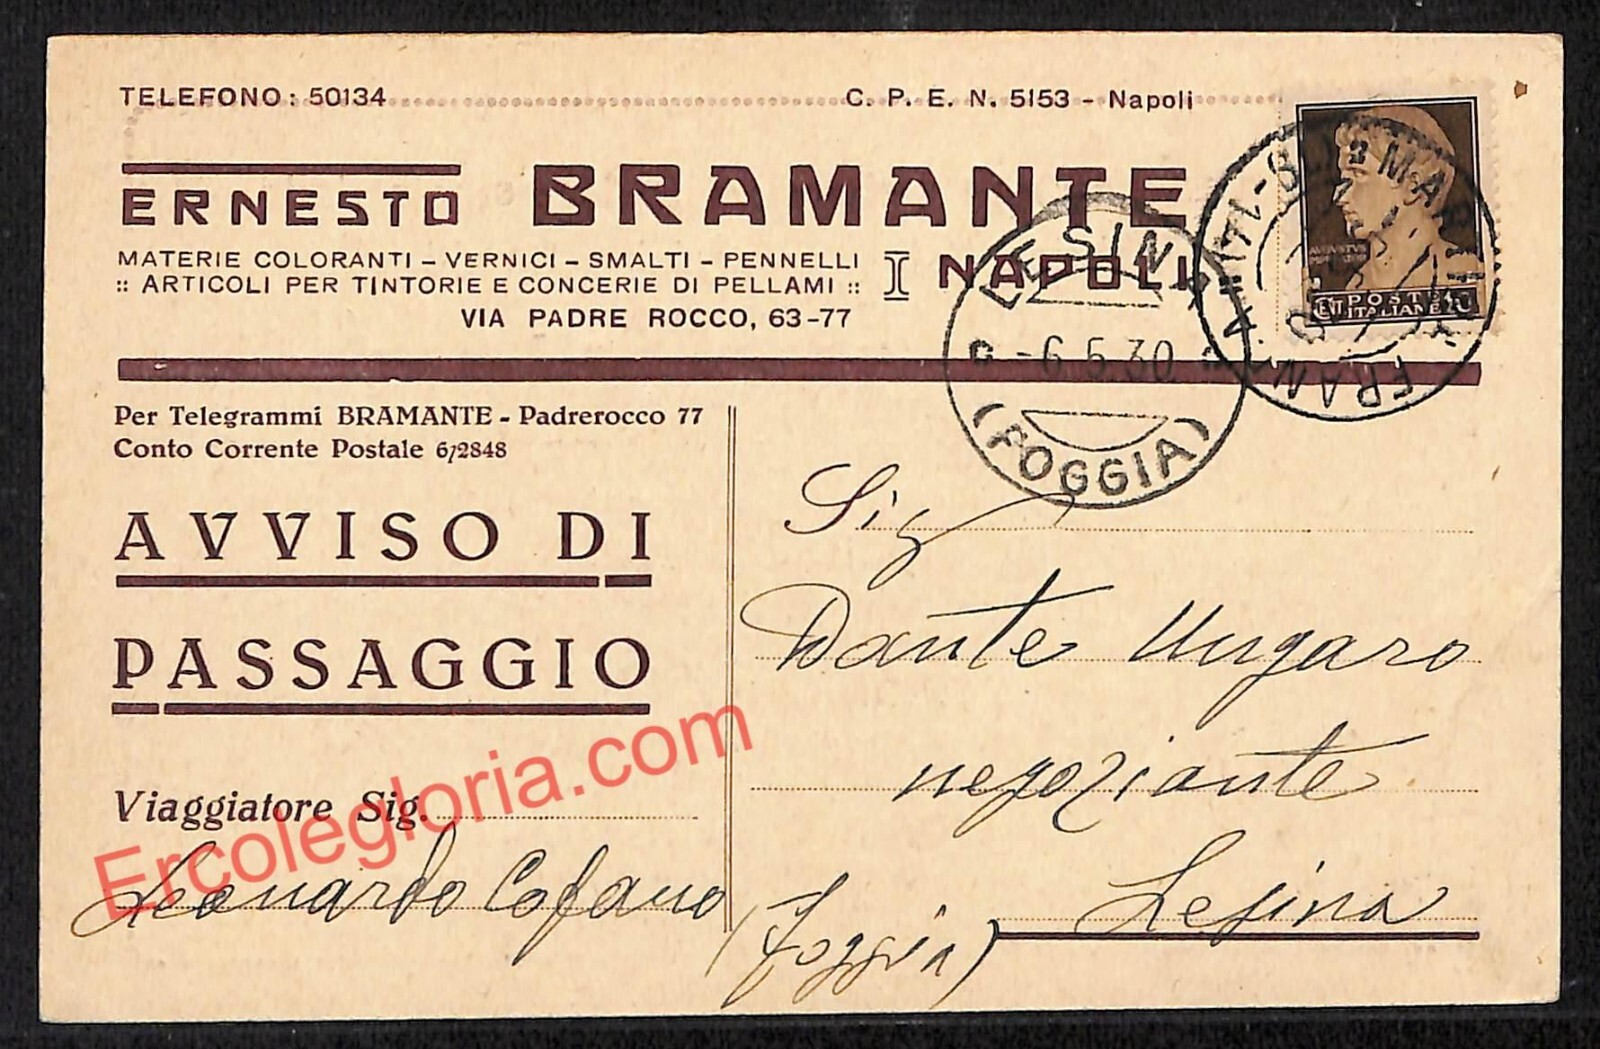 TELEFONO: 50134 C. P. E. N. 5153 - Napoli
ERNESTO BRAMANTE
MATERIE COLORANTI - VERNICI - SMALTI - PENNELLI
:: ARTICOLI PER TINTORIE E CONCERIE DI PELLAMI :: NAPOLI
VIA PADRE ROCCO, 63-77
LESINA
-6.5.30
(FOGGIA)
POSTE
ITALIANE
CENT 10
Per Telegrammi BRAMANTE - Padrerocco 77
Conto Corrente Postale 6/2848
AVVISO DI
PASSAGGIO
Viaggiatore Sig.
Leonardo Cofano
Sig
Dante Ungaro
negoziante
Lesina
(Foggia)
Ercolegloria.com